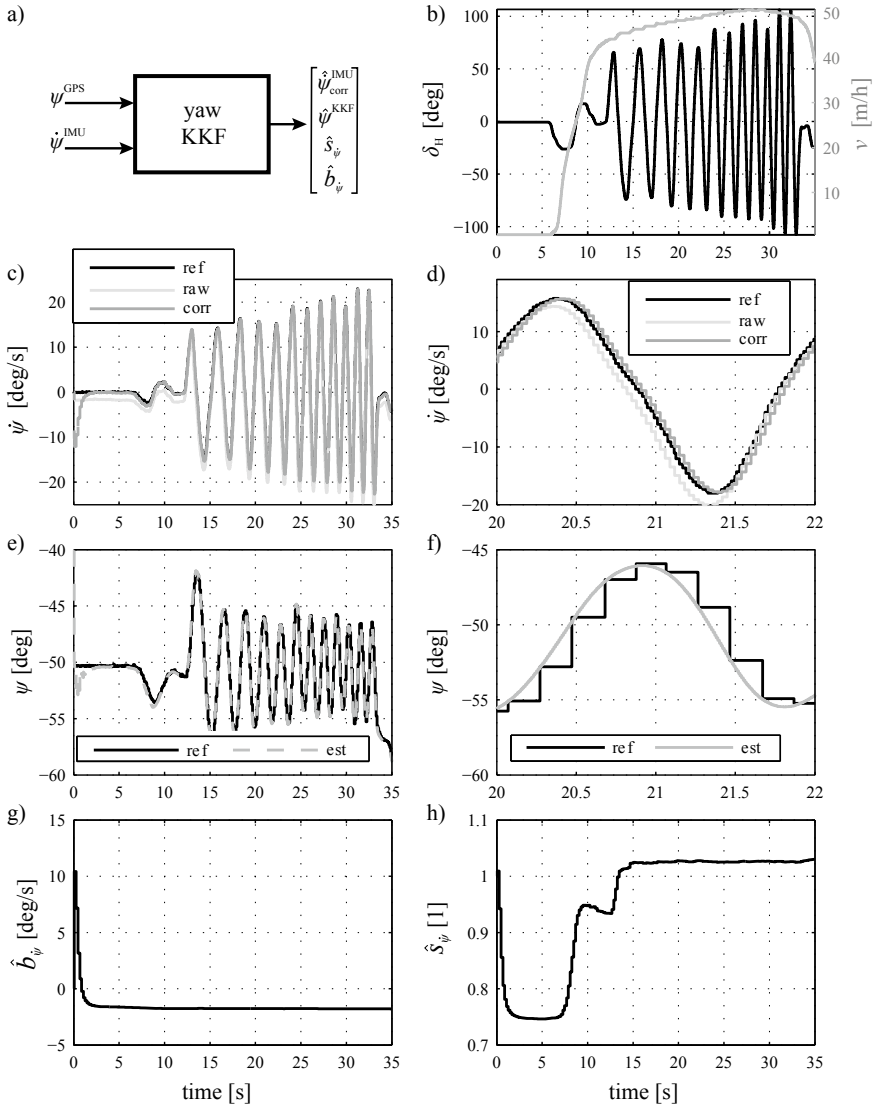 a)
ψ^GPS
ψ̇^IMU
yaw
KKF
ψ̇̂^IMU_corr
ψ̂^KKF
ŝ_ψ̇
b̂_ψ̇
b)
100
50
0
−50
−100
δ_H [deg]
50
40
30
20
10
v [m/h]
0 5 10 15 20 25 30 35
c)
ref
raw
corr
20
10
0
−10
−20
ψ̇ [deg/s]
0 5 10 15 20 25 30 35
d)
ref
raw
corr
10
0
−10
−20
ψ̇ [deg/s]
20 20.5 21 21.5 22
e)
−40
−45
−50
−55
−60
ψ [deg]
ref est
0 5 10 15 20 25 30 35
f)
−45
−50
−55
−60
ψ [deg]
ref est
20 20.5 21 21.5 22
g)
15
10
5
0
−5
b̂_ψ̇ [deg/s]
0 5 10 15 20 25 30 35
time [s]
h)
1.1
1
0.9
0.8
0.7
ŝ_ψ̇ [1]
0 5 10 15 20 25 30 35
time [s]